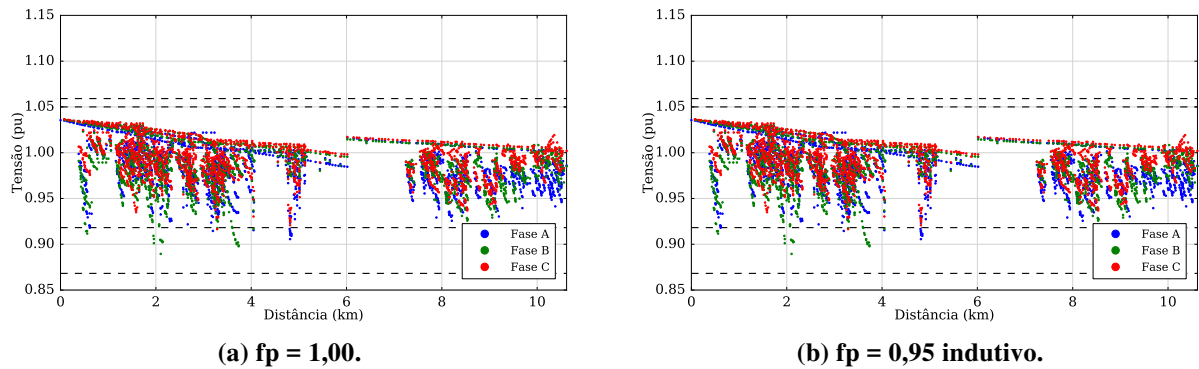 1.15
1.10
1.05
1.00
0.95
0.90
0.85
Tensão (pu)
0 2 4 6 8 10
Distância (km)
Fase A
Fase B
Fase C
(a) fp = 1,00.
1.15
1.10
1.05
1.00
0.95
0.90
0.85
Tensão (pu)
0 2 4 6 8 10
Distância (km)
Fase A
Fase B
Fase C
(b) fp = 0,95 indutivo.